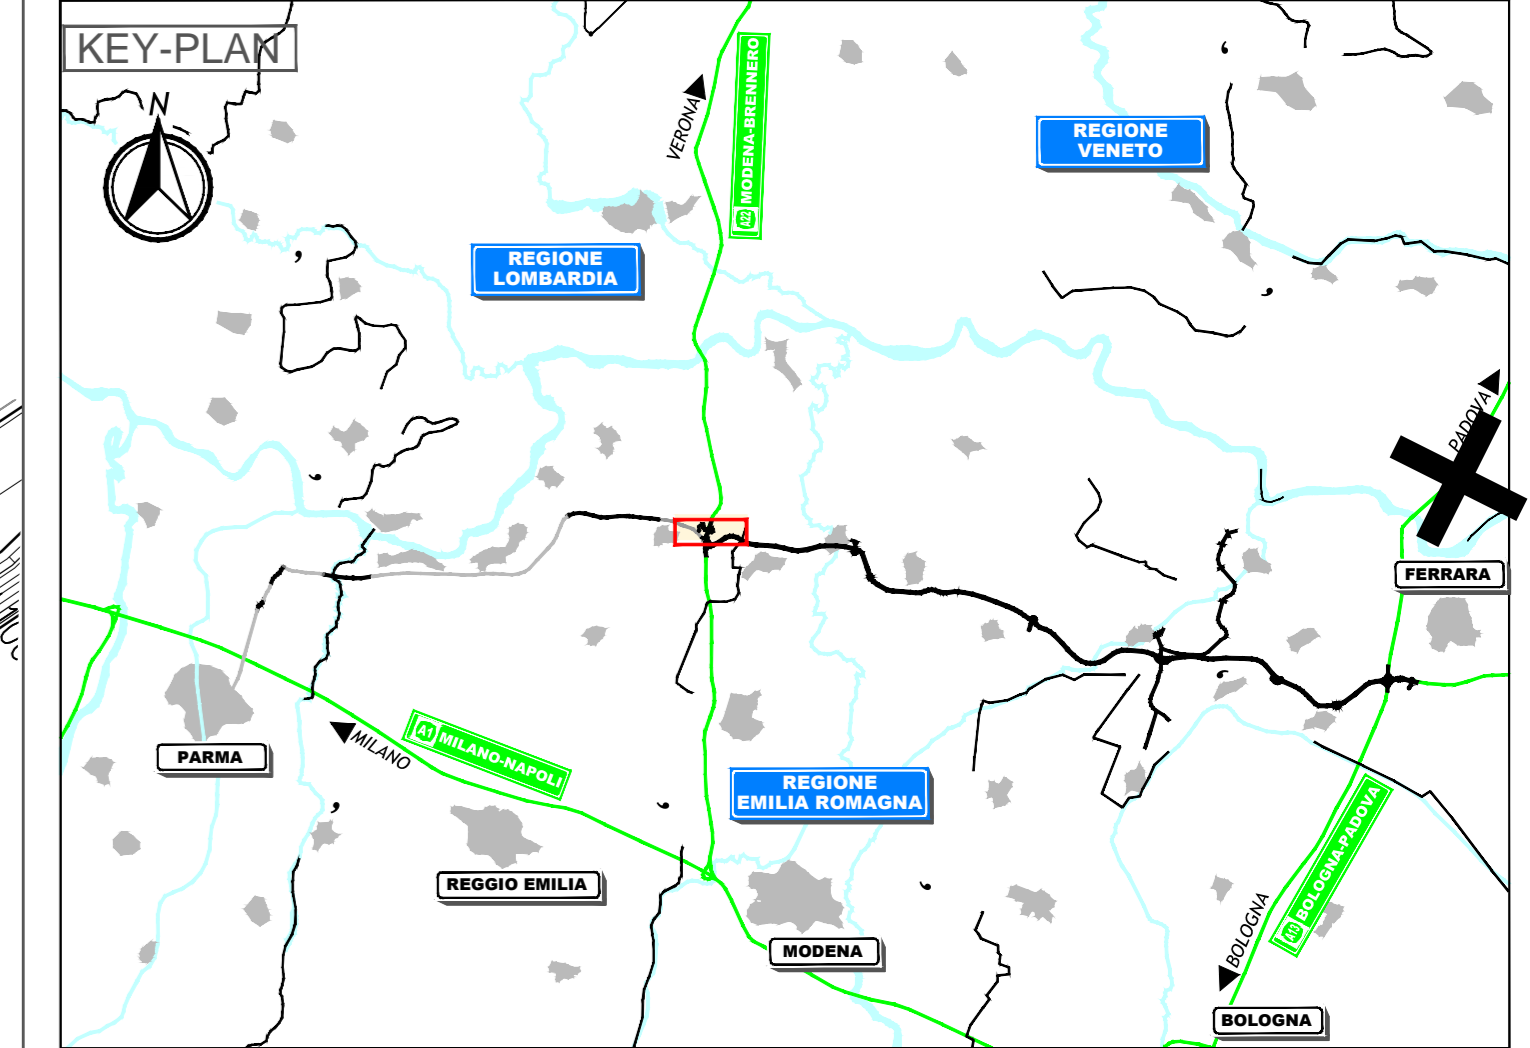 KEY-PLAN
N
VERONA
A22 MODENA-BRENNERO
REGIONE
VENETO
REGIONE
LOMBARDIA
PADOVA
FERRARA
PARMA
MILANO
A1 MILANO-NAPOLI
REGIONE
EMILIA ROMAGNA
A13 BOLOGNA-PADOVA
REGGIO EMILIA
MODENA
BOLOGNA
BOLOGNA